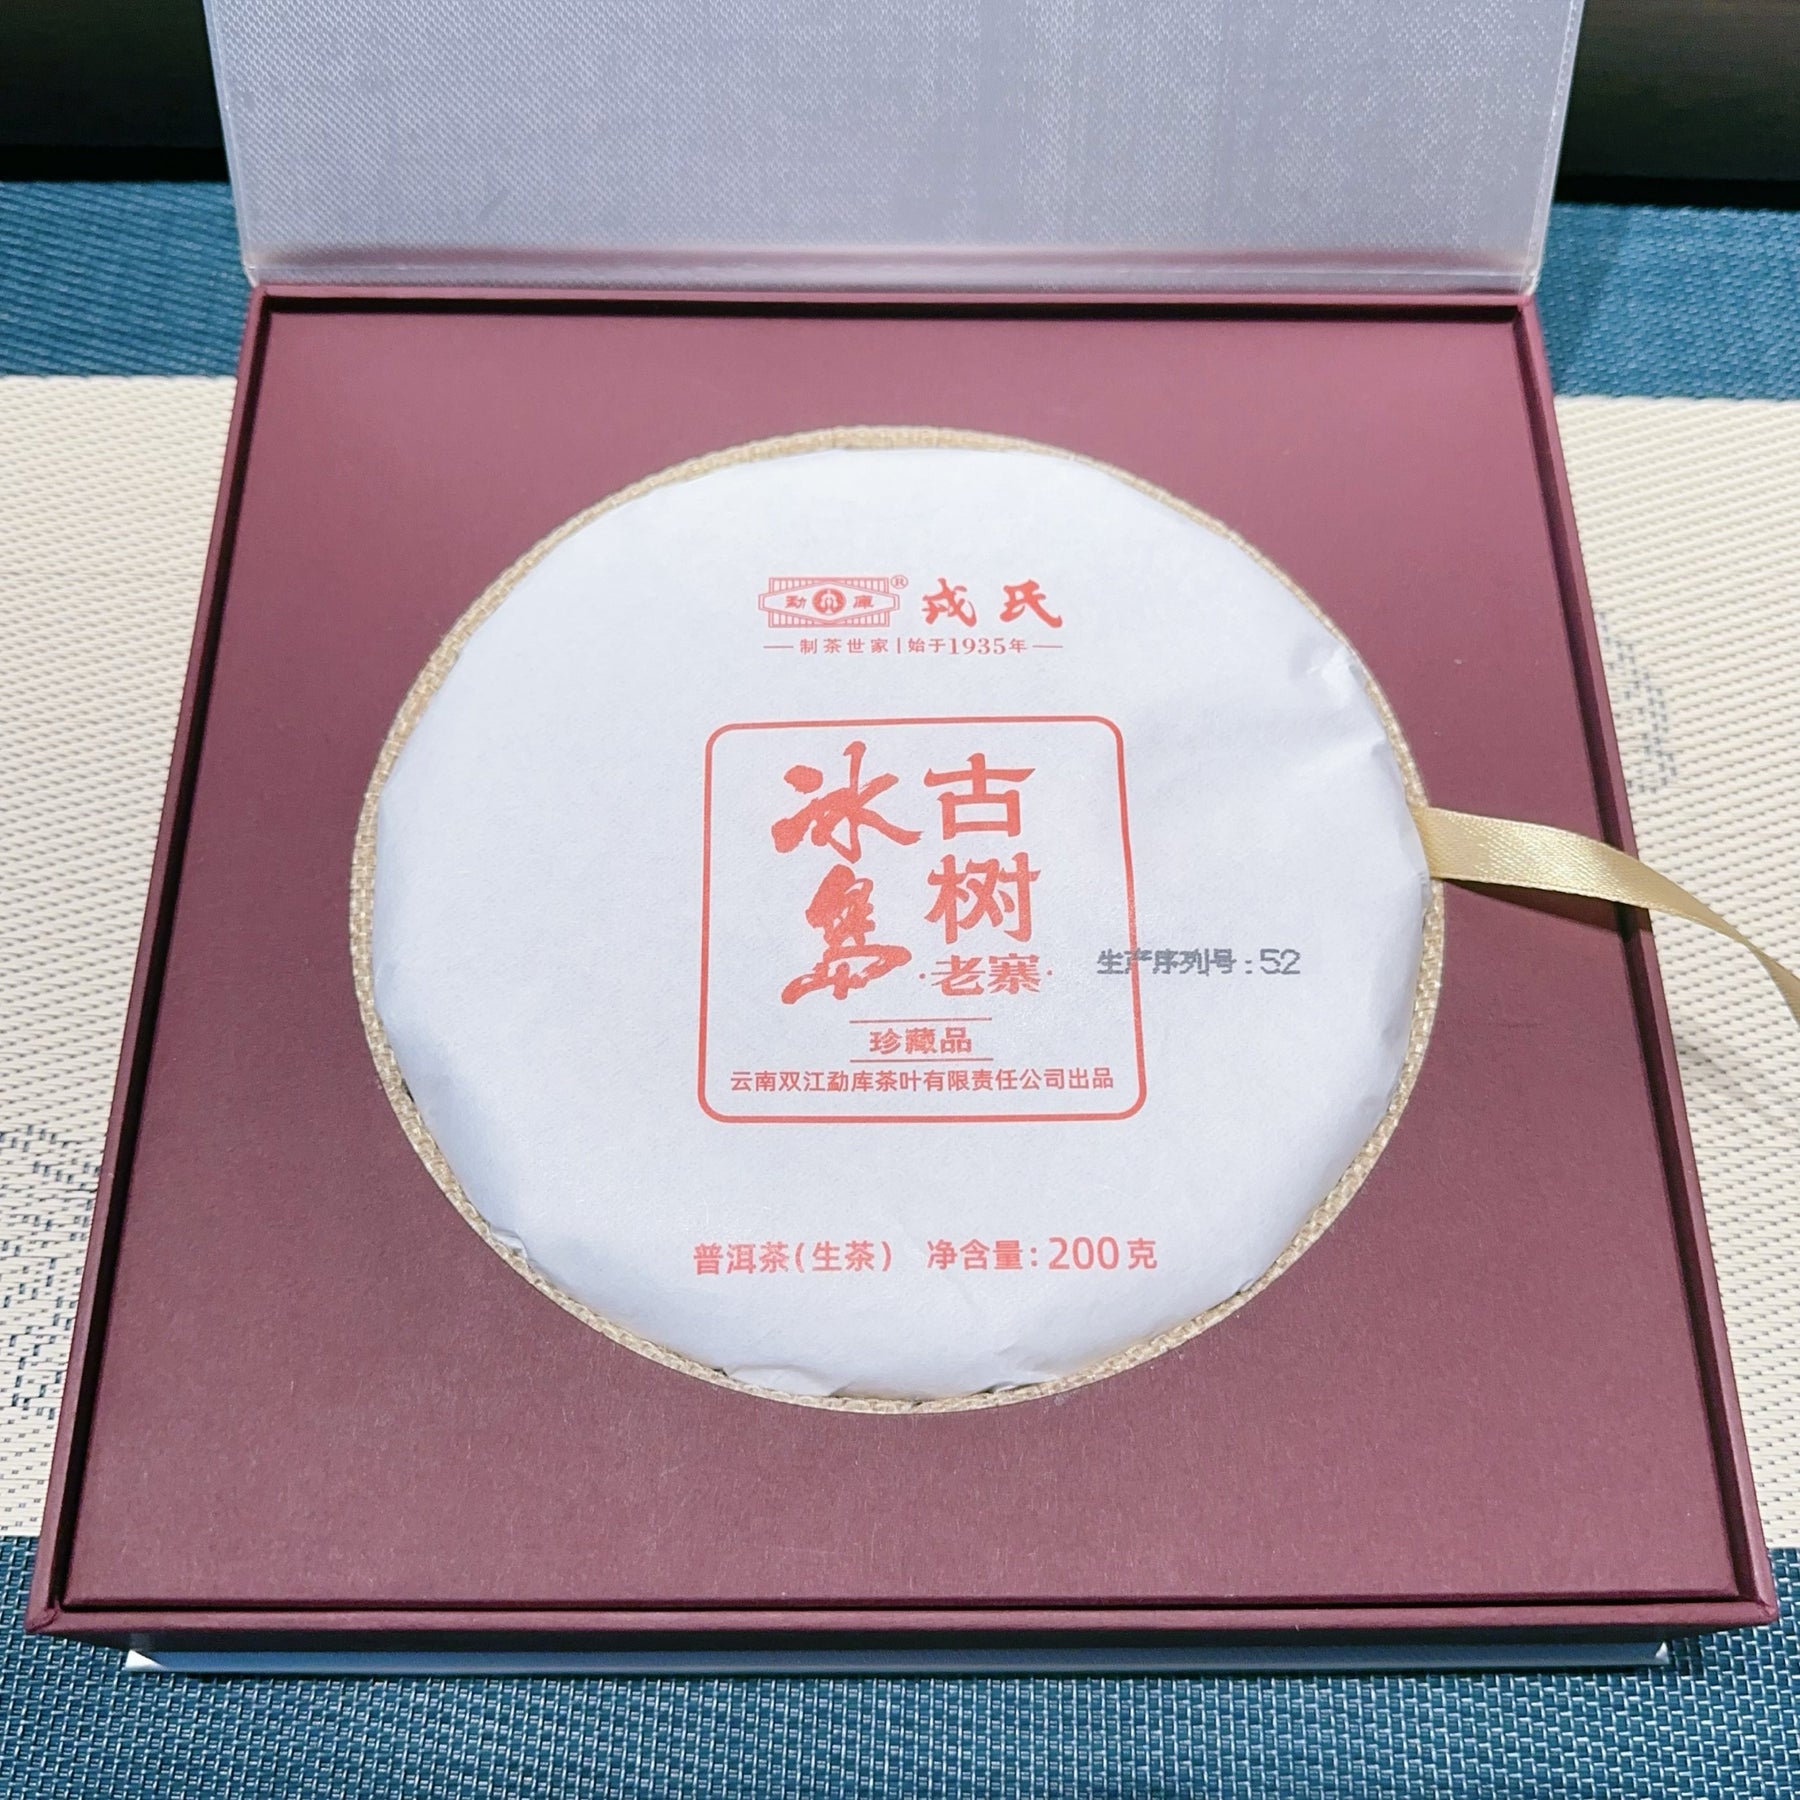 勐庫® 戎氏
制茶世家|始于1935年
冰岛
古树
·老寨·
生产序列号:52
珍藏品
云南双江勐库茶叶有限责任公司出品
普洱茶(生茶) 净含量:200克